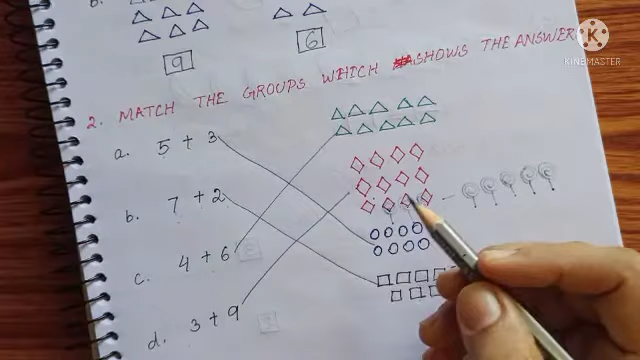 b.
9
6
KINEMASTER
2. MATCH THE GROUPS WHICH SHOWS THE ANSWER
a. 5 + 3
b. 7 + 2
c. 4 + 6
d. 3 + 9